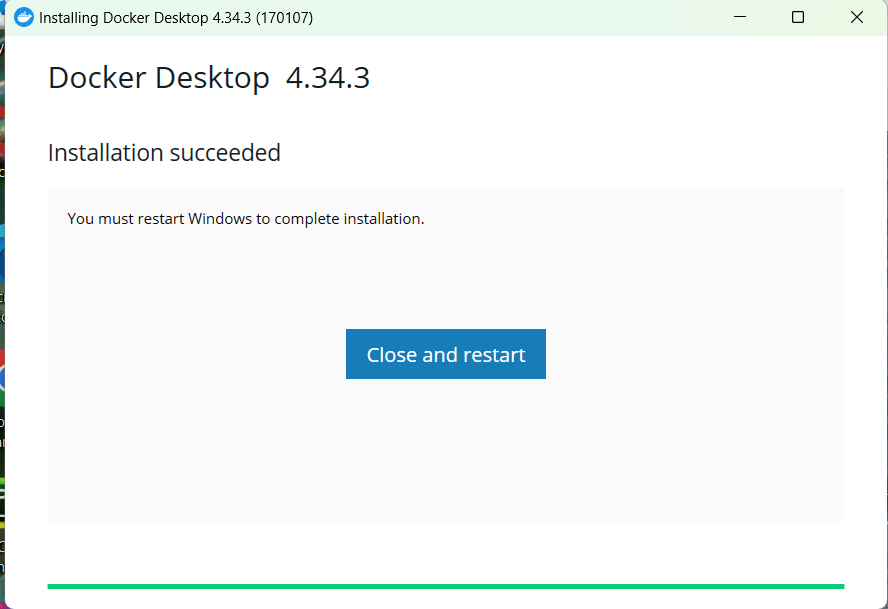 Installing Docker Desktop 4.34.3 (170107)
Docker Desktop 4.34.3
Installation succeeded
You must restart Windows to complete installation.
Close and restart